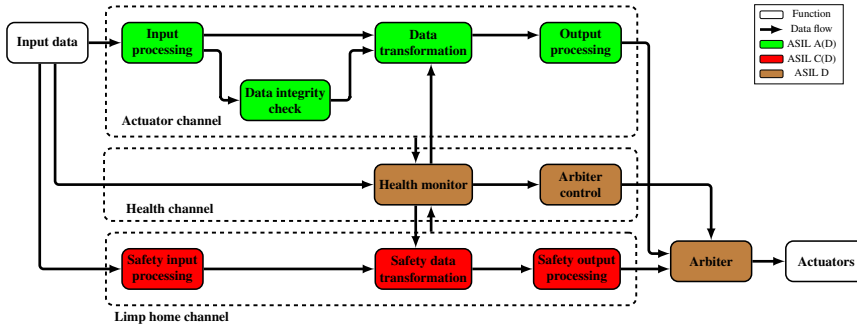 Input data
Input
processing
Data
transformation
Output
processing
Data integrity
check
Actuator channel
Function
Data flow
ASIL A(D)
ASIL C(D)
ASIL D
Health monitor
Arbiter
control
Health channel
Safety input
processing
Safety data
transformation
Safety output
processing
Limp home channel
Arbiter
Actuators